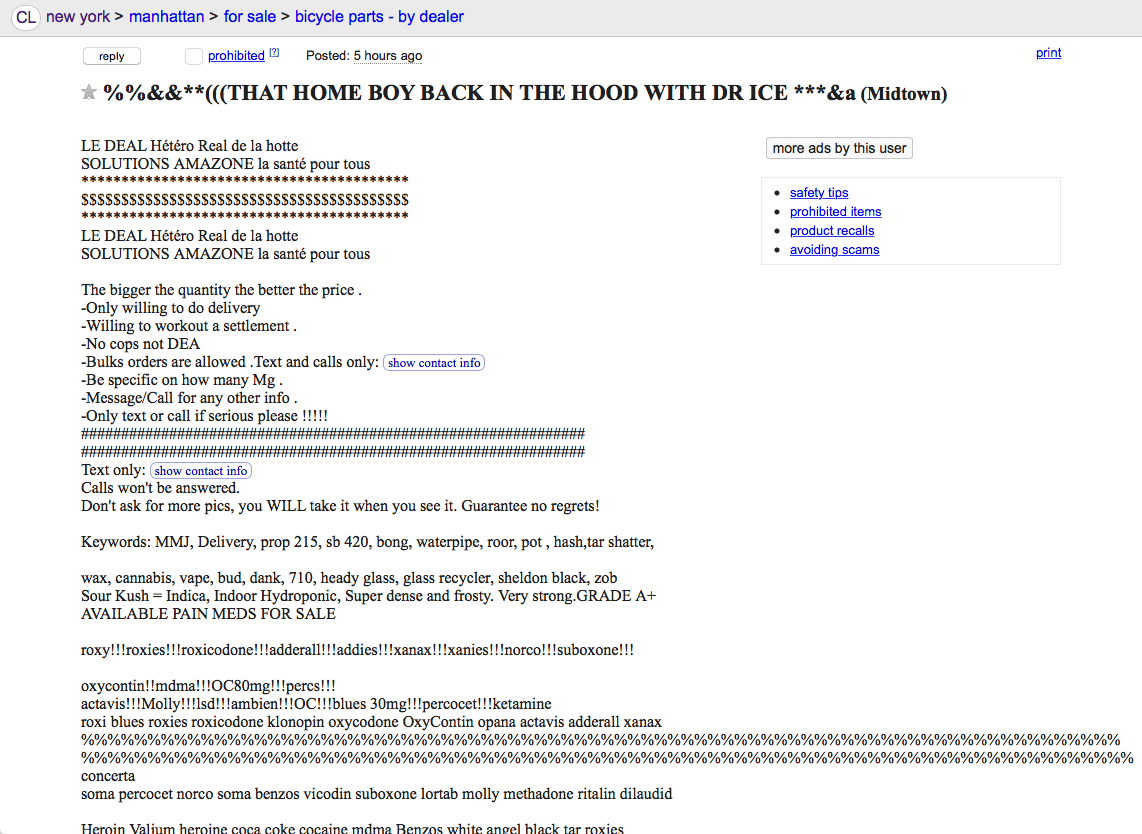 CL new york > manhattan > for sale > bicycle parts - by dealer
reply prohibited [?] Posted: 5 hours ago print
%%&&**(((THAT HOME BOY BACK IN THE HOOD WITH DR ICE ***&a (Midtown)
LE DEAL Hétéro Real de la hotte
SOLUTIONS AMAZONE la santé pour tous
*****************************************
$$$$$$$$$$$$$$$$$$$$$$$$$$$$$$$$$$$$$$$$$
*****************************************
LE DEAL Hétéro Real de la hotte
SOLUTIONS AMAZONE la santé pour tous
The bigger the quantity the better the price .
-Only willing to do delivery
-Willing to workout a settlement .
-No cops not DEA
-Bulks orders are allowed .Text and calls only: show contact info
-Be specific on how many Mg .
-Message/Call for any other info .
-Only text or call if serious please !!!!!
###############################################################
###############################################################
Text only: show contact info
Calls won't be answered.
Don't ask for more pics, you WILL take it when you see it. Guarantee no regrets!
Keywords: MMJ, Delivery, prop 215, sb 420, bong, waterpipe, roor, pot , hash,tar shatter,
wax, cannabis, vape, bud, dank, 710, heady glass, glass recycler, sheldon black, zob
Sour Kush = Indica, Indoor Hydroponic, Super dense and frosty. Very strong.GRADE A+
AVAILABLE PAIN MEDS FOR SALE
roxy!!!roxies!!!roxicodone!!!adderall!!!addies!!!xanax!!!xanies!!!norco!!!suboxone!!!
oxycontin!!mdma!!!OC80mg!!!percs!!!
actavis!!!Molly!!!lsd!!!ambien!!!OC!!!blues 30mg!!!percocet!!!ketamine
roxi blues roxies roxicodone klonopin oxycodone OxyContin opana actavis adderall xanax
%%%%%%%%%%%%%%%%%%%%%%%%%%%%%%%%%%%%%%%%%%%%%%%%%%%%%%%%%%%%%%%%%%%%%%%%%%%%%%%%
%%%%%%%%%%%%%%%%%%%%%%%%%%%%%%%%%%%%%%%%%%%%%%%%%%%%%%%%%%%%%%%%%%%%%%%%%%%%%%%%%
concerta
soma percocet norco soma benzos vicodin suboxone lortab molly methadone ritalin dilaudid
Heroin Valium heroine coca coke cocaine mdma Benzos white angel black tar roxies
more ads by this user
safety tips
prohibited items
product recalls
avoiding scams